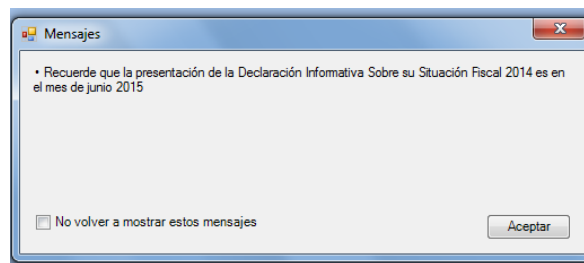 Mensajes
• Recuerde que la presentación de la Declaración Informativa Sobre su Situación Fiscal 2014 es en
el mes de junio 2015
No volver a mostrar estos mensajes
Aceptar